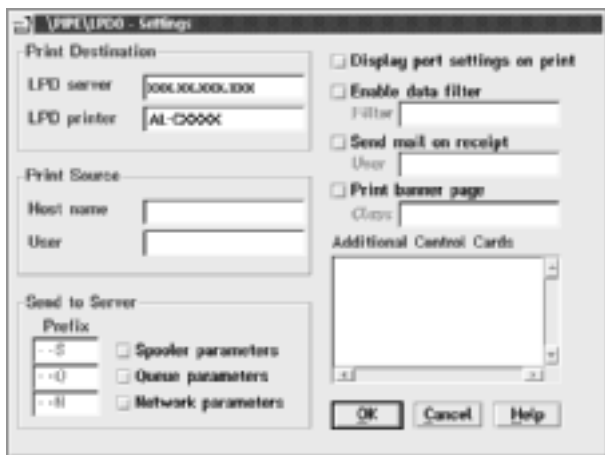 \PIPE\LPD0 - Settings
Print Destination
LPD server XXX.XX.XXX.XXX
LPD printer AL-CXXXX
Print Source
Host name
User
Send to Server
Prefix
--S Spooler parameters
--O Queue parameters
--N Network parameters
Display port settings on print
Enable data filter
Filter
Send mail on receipt
User
Print banner page
Class
Additional Control Cards
OK Cancel Help